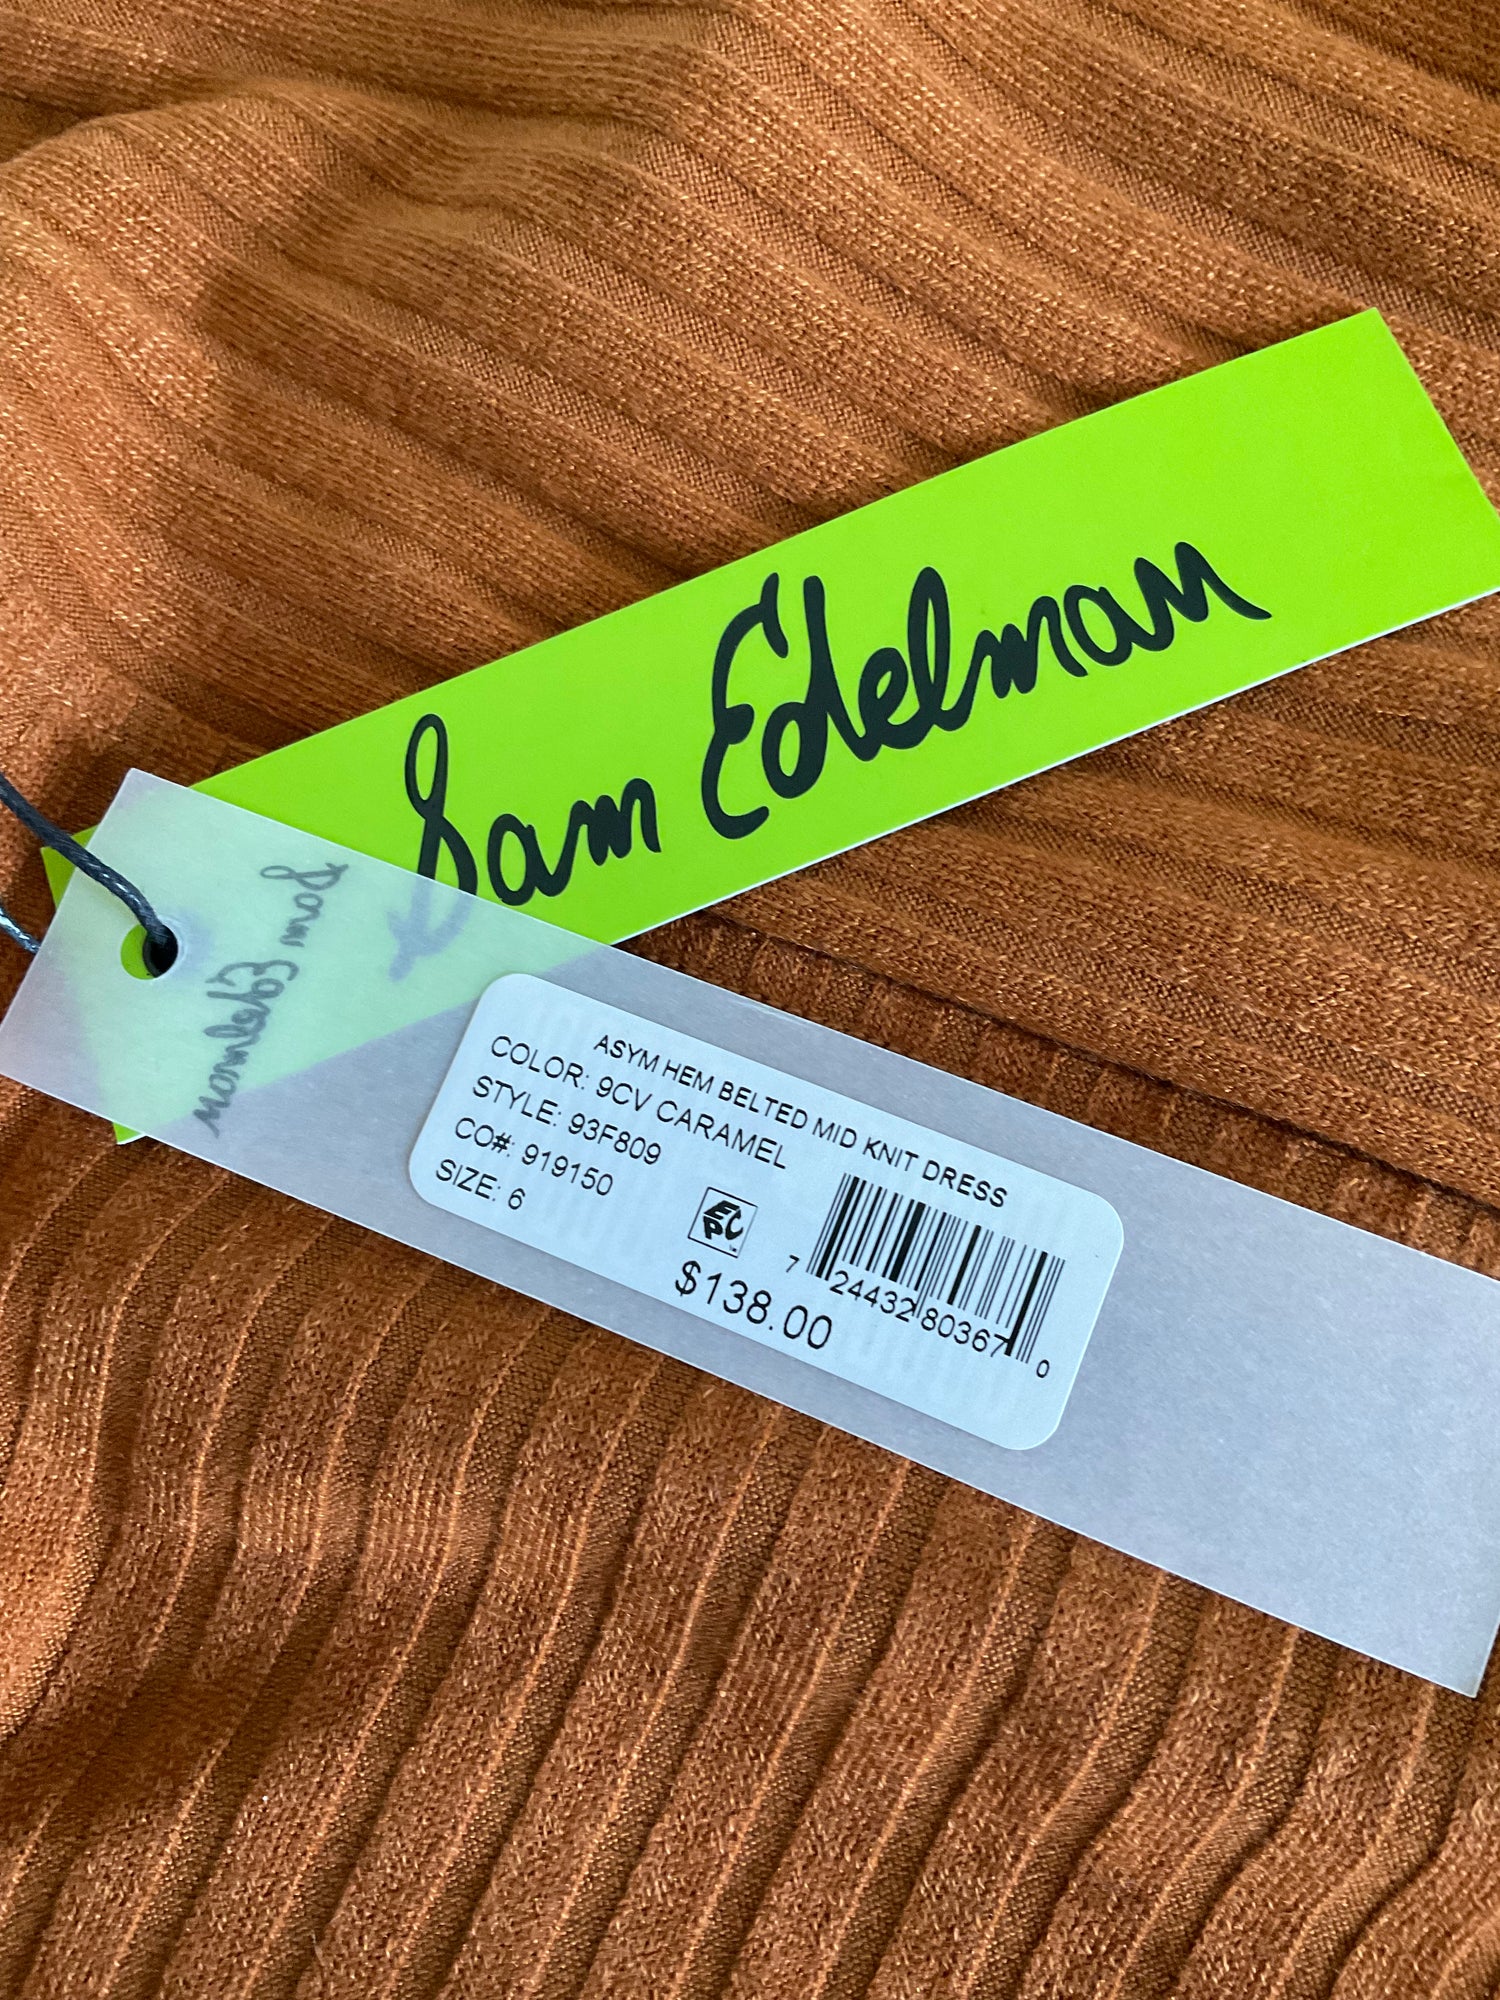 Sam Edelman
Sam Edelman
ASYM HEM BELTED MID KNIT DRESS
COLOR: 9CV CARAMEL
STYLE: 93F809
CO#: 919150
SIZE: 6
EPC
$138.00
7 24432 80367 0